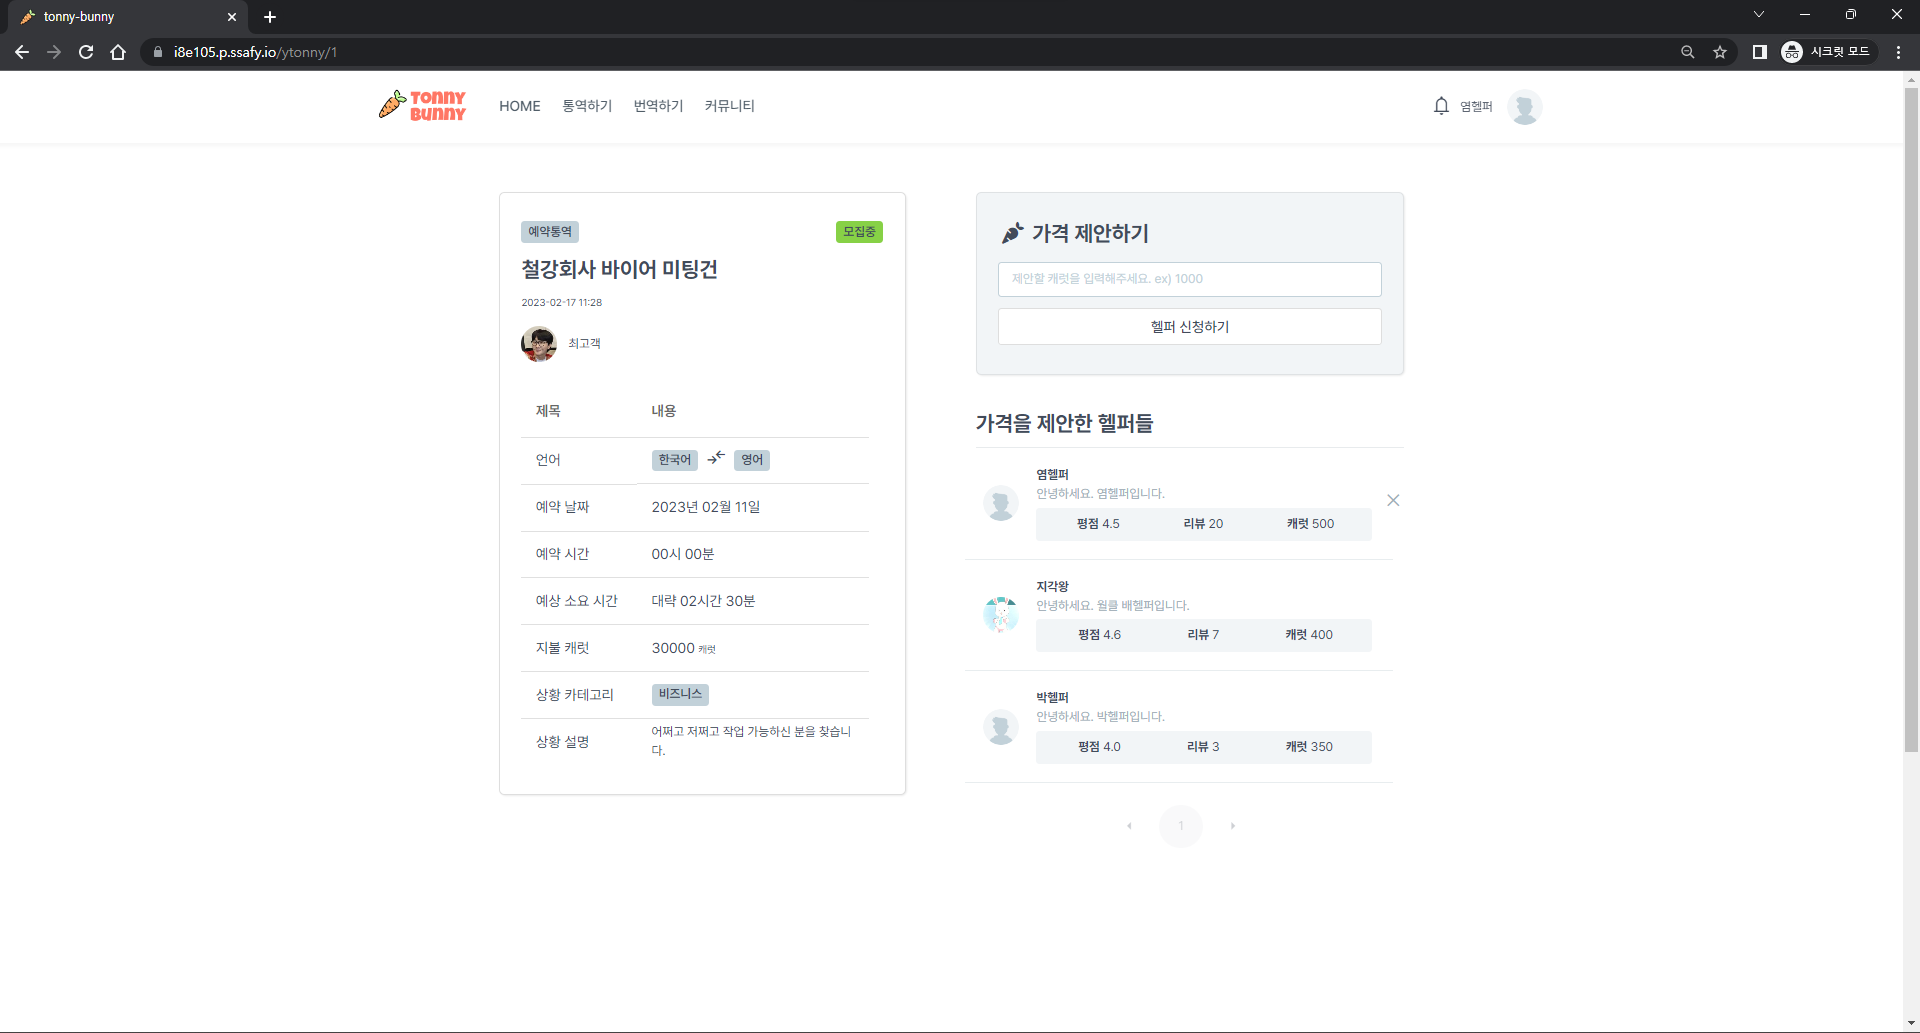 tonny-bunny
i8e105.p.ssafy.io/ytonny/1
시크릿 모드
TONNY BUNNY
HOME 통역하기 번역하기 커뮤니티
염헬퍼
예약통역 모집중
철강회사 바이어 미팅건
2023-02-17 11:28
최고객
제목 내용
언어 한국어 영어
예약 날짜 2023년 02월 11일
예약 시간 00시 00분
예상 소요 시간 대략 02시간 30분
지불 캐럿 30000 캐럿
상황 카테고리 비즈니스
상황 설명 어쩌고 저쩌고 작업 가능하신 분을 찾습니
다.
가격 제안하기
제안할 캐럿을 입력해주세요. ex) 1000
헬퍼 신청하기
가격을 제안한 헬퍼들
염헬퍼
안녕하세요. 염헬퍼입니다.
평점 4.5 리뷰 20 캐럿 500
지각왕
안녕하세요. 월클 배헬퍼입니다.
평점 4.6 리뷰 7 캐럿 400
박헬퍼
안녕하세요. 박헬퍼입니다.
평점 4.0 리뷰 3 캐럿 350
1